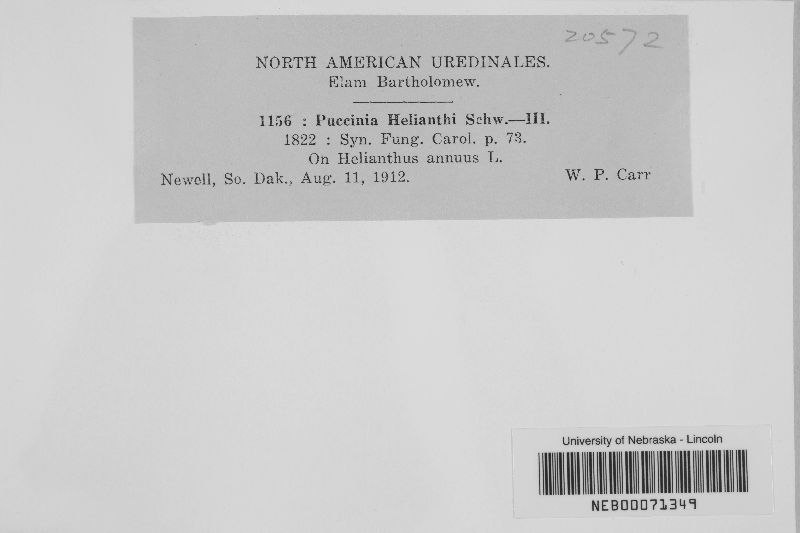 20572
NORTH AMERICAN UREDINALES.
Elam Bartholomew.
1156 : Puccinia Helianthi Schw.—III.
1822 : Syn. Fung. Carol. p. 73.
On Helianthus annuus L.
Newell, So. Dak., Aug. 11, 1912. W. P. Carr
University of Nebraska - Lincoln
NEB00071349